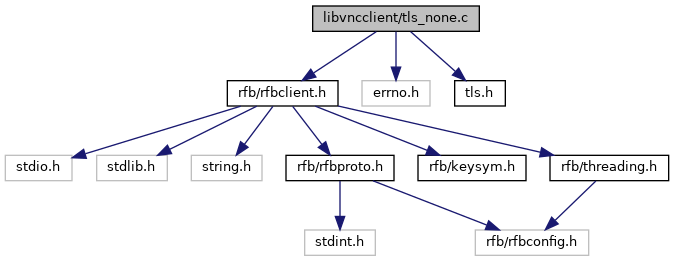 libvncclient/tls_none.c
rfb/rfbclient.h
errno.h
tls.h
stdio.h
stdlib.h
string.h
rfb/rfbproto.h
rfb/keysym.h
rfb/threading.h
stdint.h
rfb/rfbconfig.h